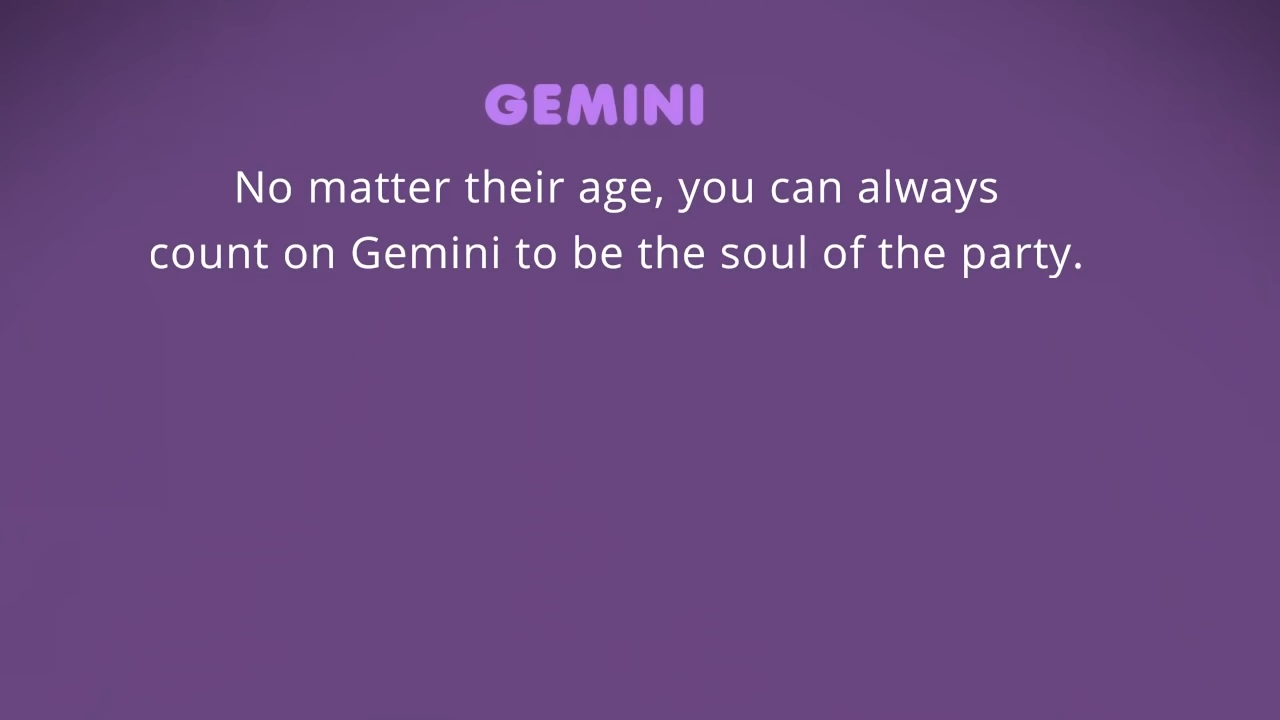 GEMINI
No matter their age, you can always
count on Gemini to be the soul of the party.